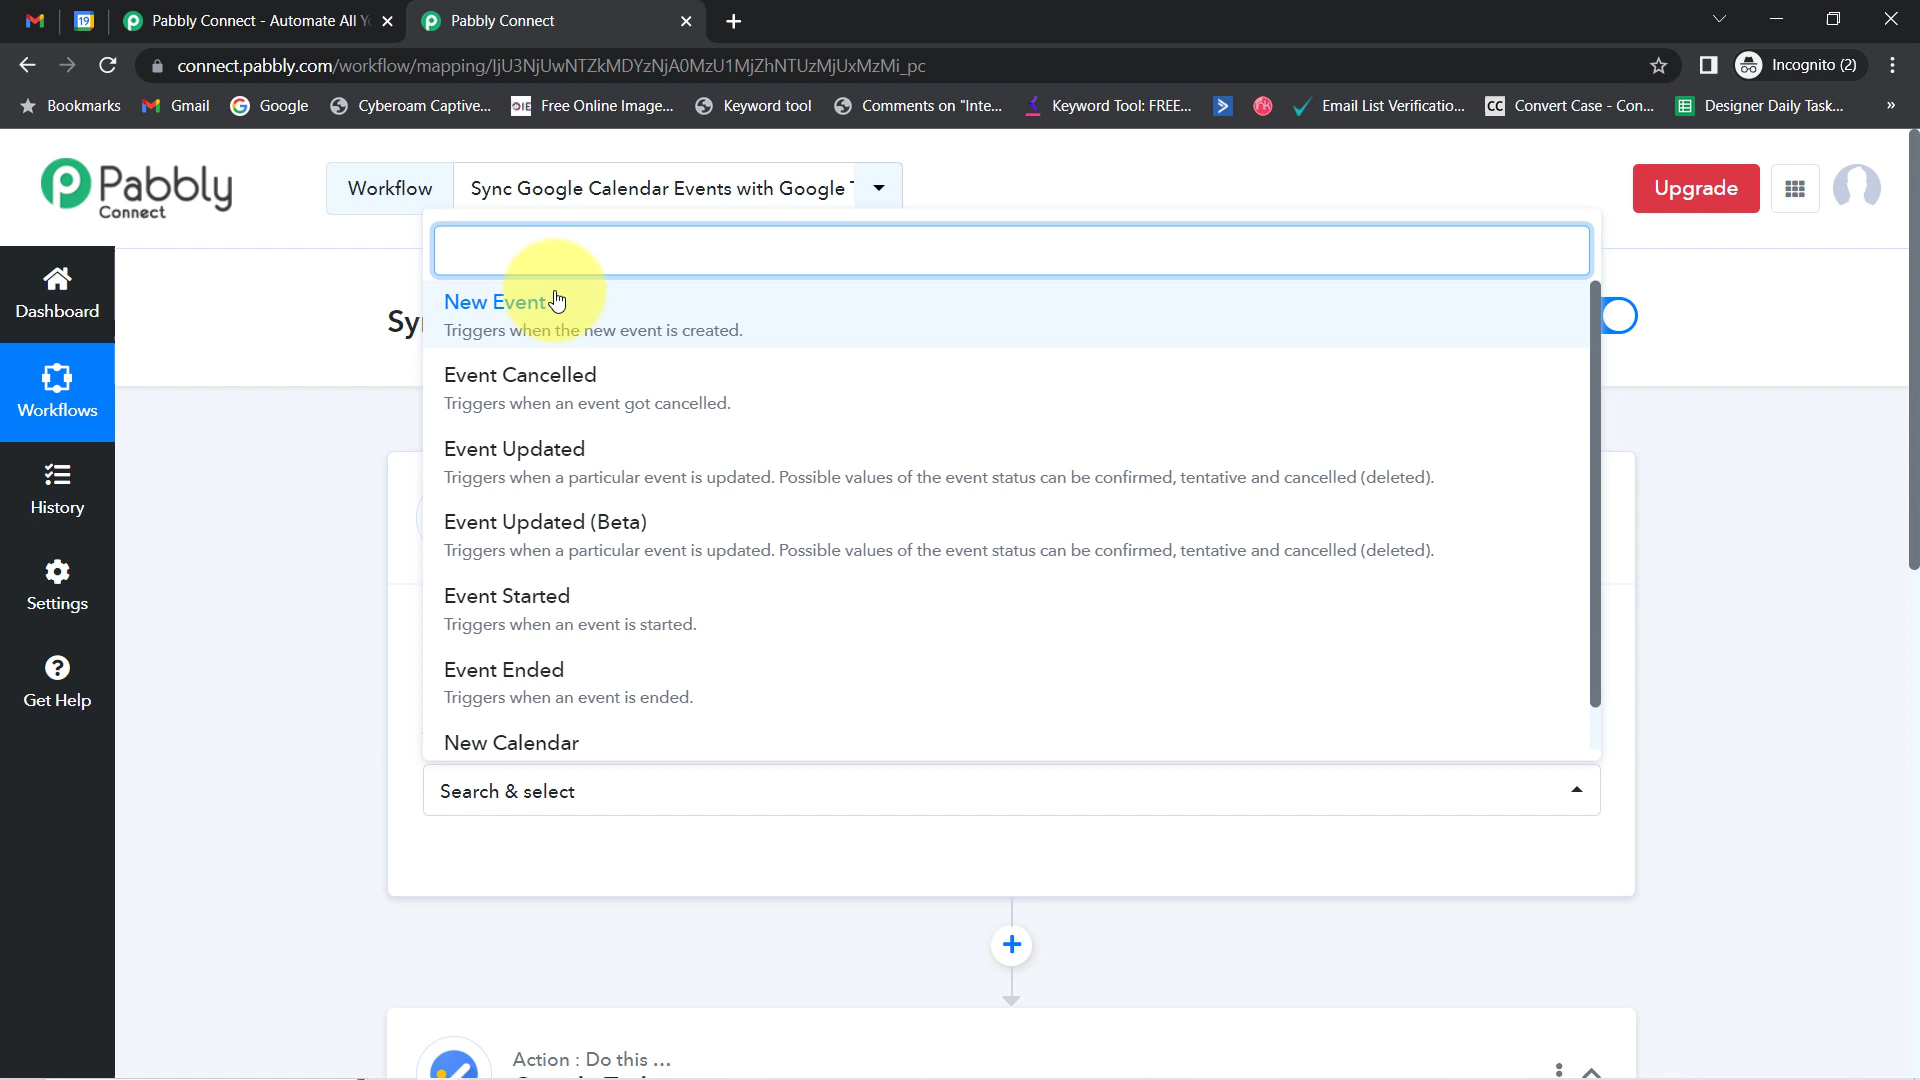 19
Pabbly Connect - Automate All Y
Pabbly Connect
connect.pabbly.com/workflow/mapping/IjU3NjUwNTZkMDYzNjA0MzU1MjZhNTUzMjUxMzMi_pc
Incognito (2)
Bookmarks
Gmail
Google
Cyberoam Captive...
OIE
Free Online Image...
Keyword tool
Comments on "Inte...
Keyword Tool: FREE...
Email List Verificatio...
CC
Convert Case - Con...
Designer Daily Task...
»
Pabbly
Connect
Workflow
Sync Google Calendar Events with Google
Upgrade
Dashboard
Workflows
History
Settings
Get Help
New Event
Triggers when the new event is created.
Event Cancelled
Triggers when an event got cancelled.
Event Updated
Triggers when a particular event is updated. Possible values of the event status can be confirmed, tentative and cancelled (deleted).
Event Updated (Beta)
Triggers when a particular event is updated. Possible values of the event status can be confirmed, tentative and cancelled (deleted).
Event Started
Triggers when an event is started.
Event Ended
Triggers when an event is ended.
New Calendar
Search & select
Action : Do this ...